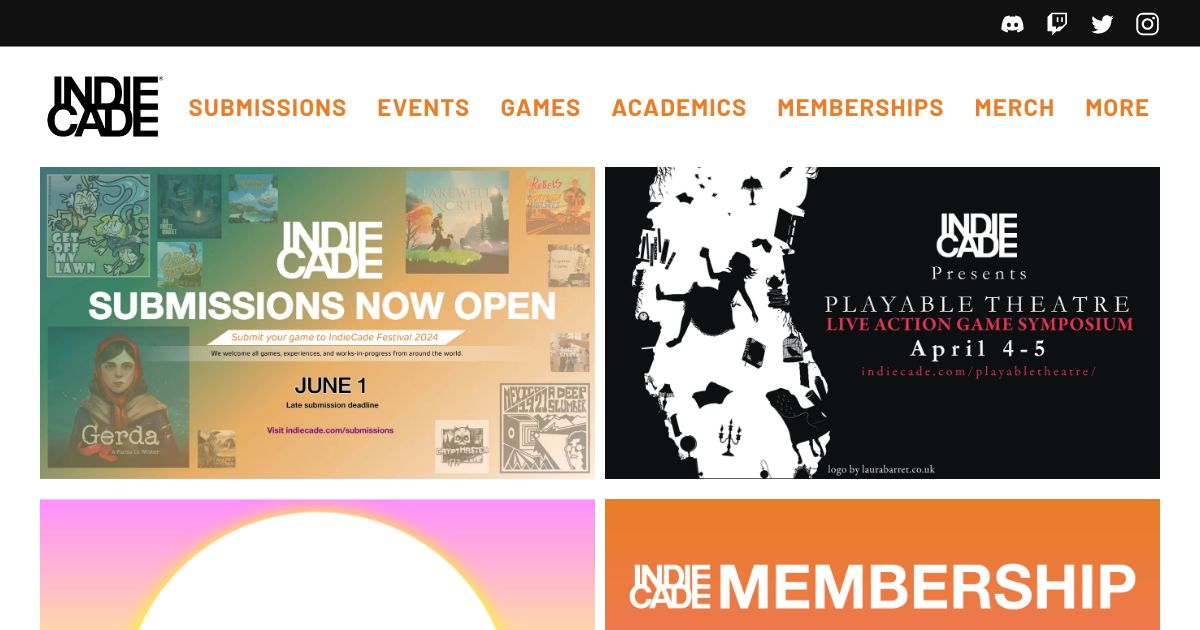 INDIE
CADE
SUBMISSIONS EVENTS GAMES ACADEMICS MEMBERSHIPS MERCH MORE
GET
OFF
MY
LAWN
FAREWELL
NORTH
Rebels
INDIE
CADE
SUBMISSIONS NOW OPEN
Submit your game to IndieCade Festival 2024
We welcome all games, experiences, and works-in-progress from around the world.
JUNE 1
Late submission deadline
Visit indiecade.com/submissions
Gerda
A Flame in Winter
CRYPTMASTER
MEXICO
1921
A DEEP
SLUMBER
INDIE
CADE
Presents
PLAYABLE THEATRE
LIVE ACTION GAME SYMPOSIUM
April 4-5
indiecade.com/playabletheatre/
logo by laurabarret.co.uk
INDIE
CADE
MEMBERSHIP